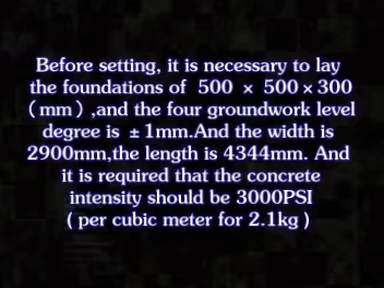 Before setting, it is necessary to lay
the foundations of 500 × 500×300
(mm) ,and the four groundwork level
degree is ±1mm.And the width is
2900mm,the length is 4344mm. And
it is required that the concrete
intensity should be 3000PSI
( per cubic meter for 2.1kg )